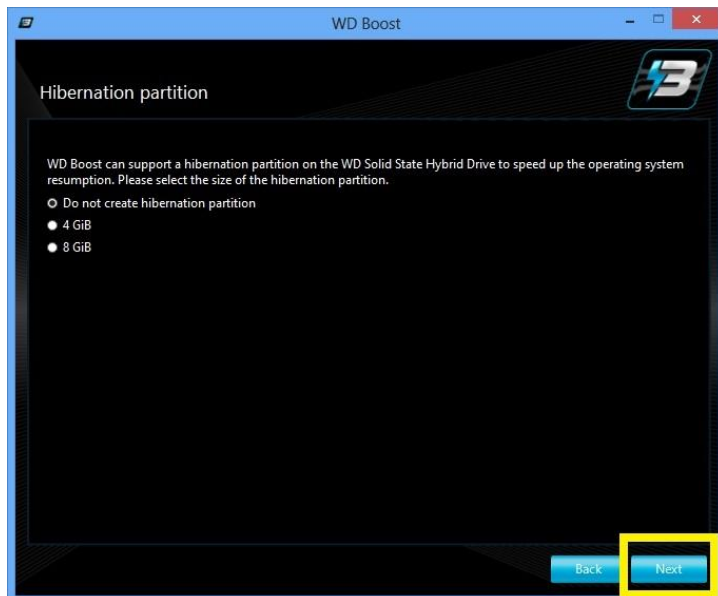 WD Boost
Hibernation partition
WD Boost can support a hibernation partition on the WD Solid State Hybrid Drive to speed up the operating system
resumption. Please select the size of the hibernation partition.
Do not create hibernation partition
4 GiB
8 GiB
Back Next